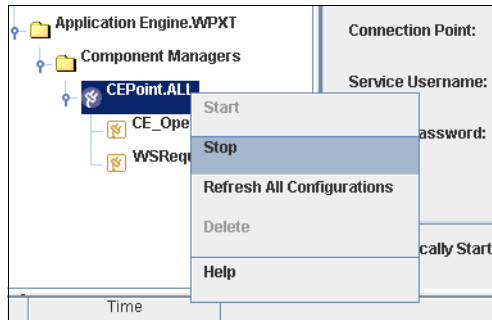 Application Engine.WPXT
Component Managers
CEPoint.ALL
CE_Ope
WSRequ
Start
Stop
Refresh All Configurations
Delete
Help
Connection Point:
Service Username:
assword:
cally Start
Time